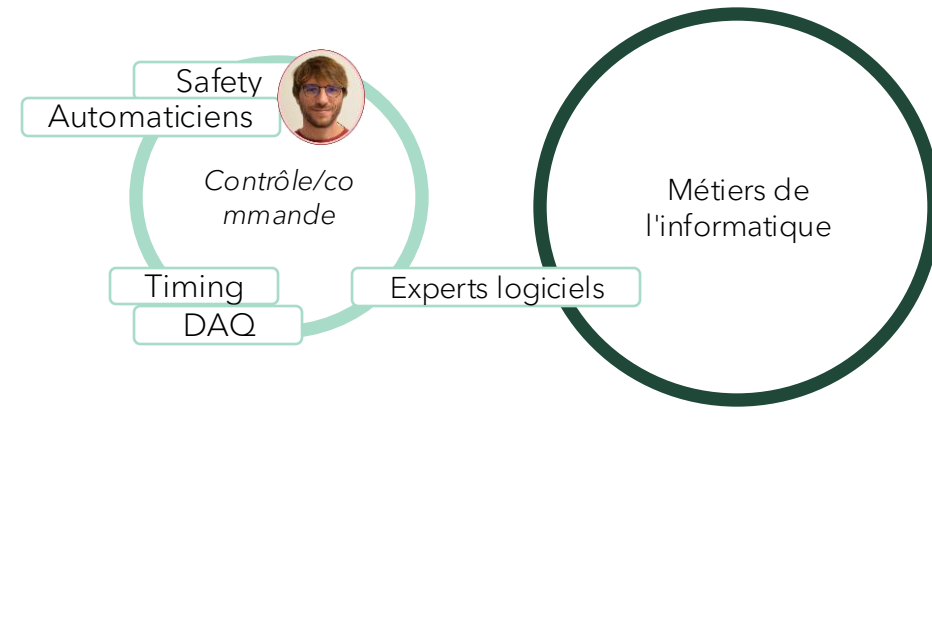 Safety
Automaticiens
Contrôle/co
mmande
Timing
DAQ
Experts logiciels
Métiers de
l'informatique